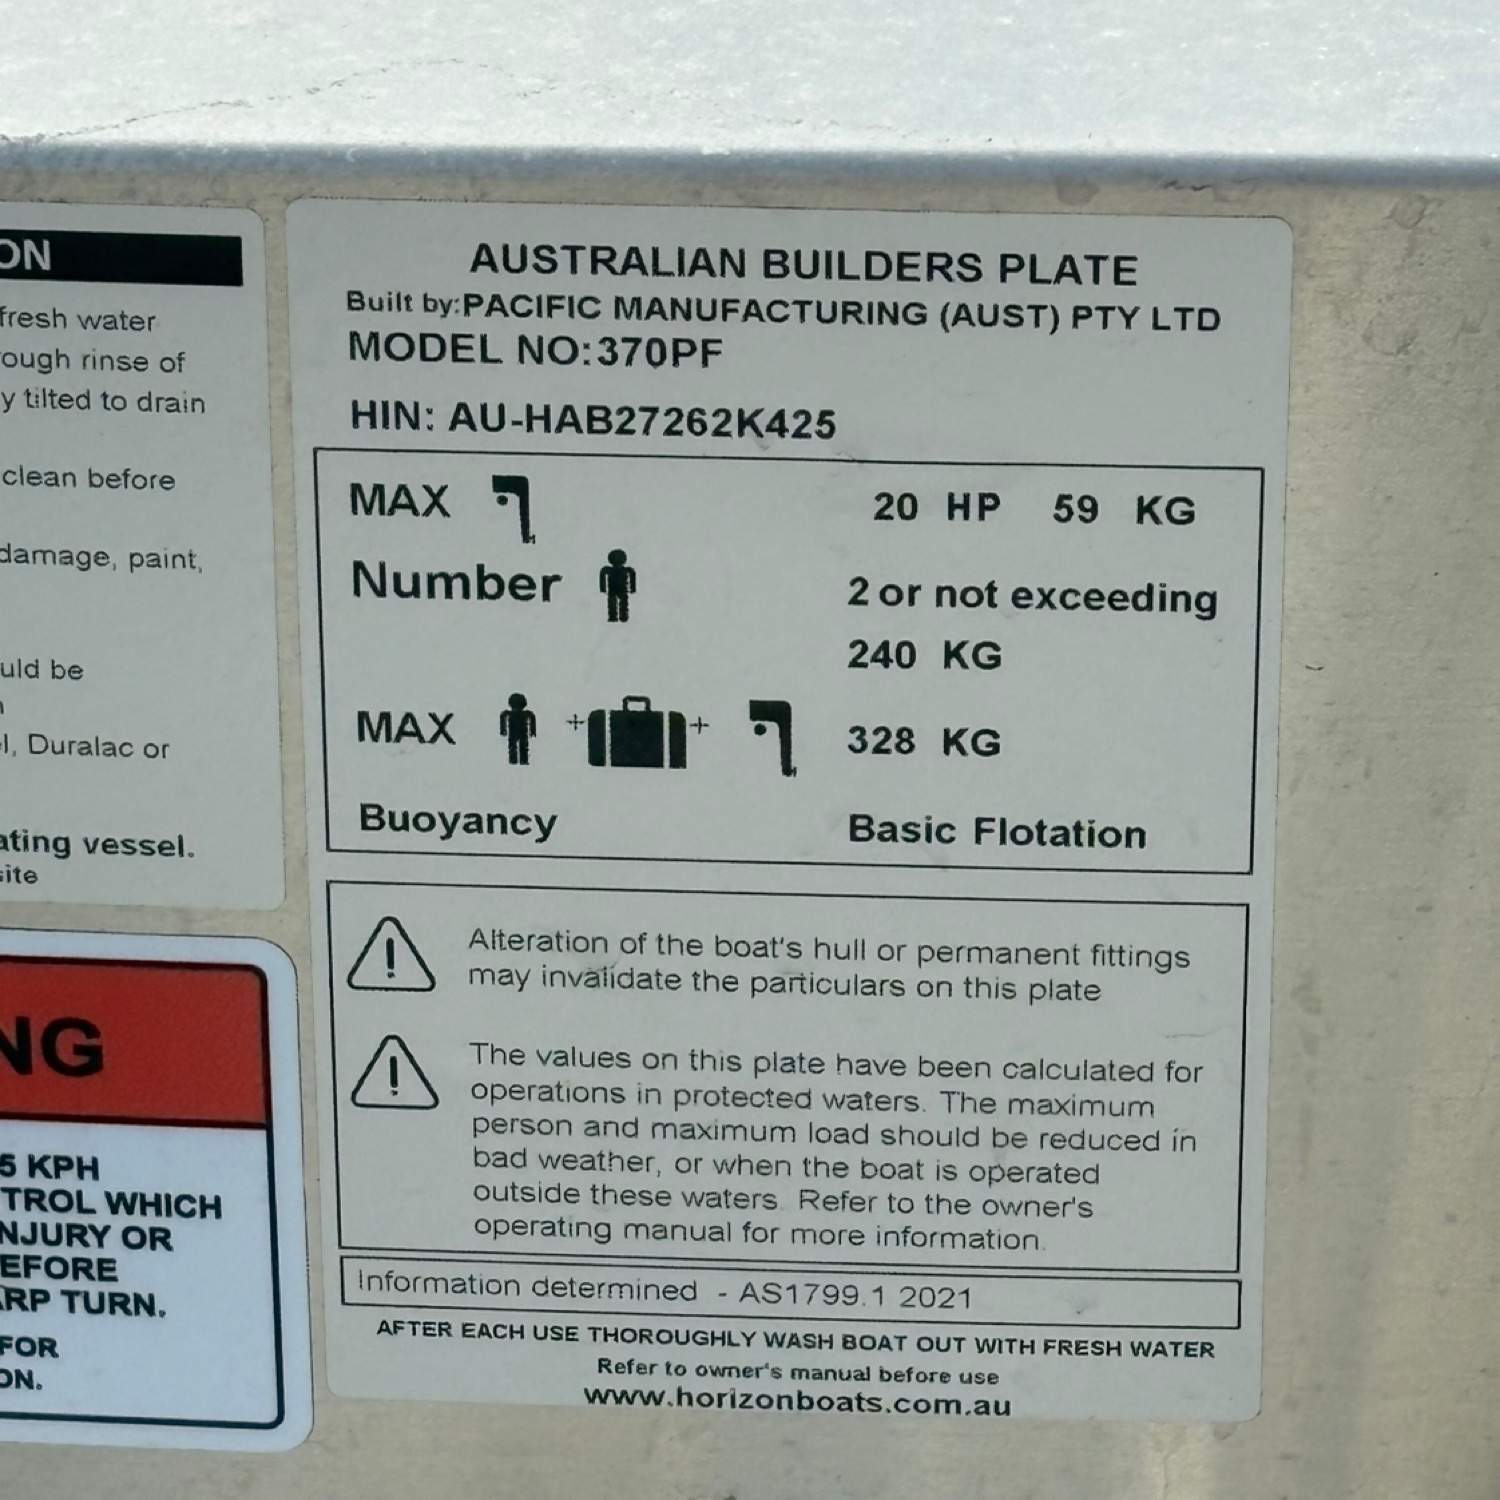 ON
fresh water
ough rinse of
y tilted to drain
clean before
damage, paint,
uld be
l, Duralac or
ating vessel.
site
NG
5 KPH
TROL WHICH
NJURY OR
EFORE
ARP TURN.
FOR
ON.
AUSTRALIAN BUILDERS PLATE
Built by:PACIFIC MANUFACTURING (AUST) PTY LTD
MODEL NO:370PF
HIN: AU-HAB27262K425
MAX 20 HP 59 KG
Number 2 or not exceeding
240 KG
MAX + + 328 KG
Buoyancy Basic Flotation
Alteration of the boat's hull or permanent fittings
may invalidate the particulars on this plate
The values on this plate have been calculated for
operations in protected waters. The maximum
person and maximum load should be reduced in
bad weather, or when the boat is operated
outside these waters. Refer to the owner's
operating manual for more information.
Information determined - AS1799.1 2021
AFTER EACH USE THOROUGHLY WASH BOAT OUT WITH FRESH WATER
Refer to owner's manual before use
www.horizonboats.com.au